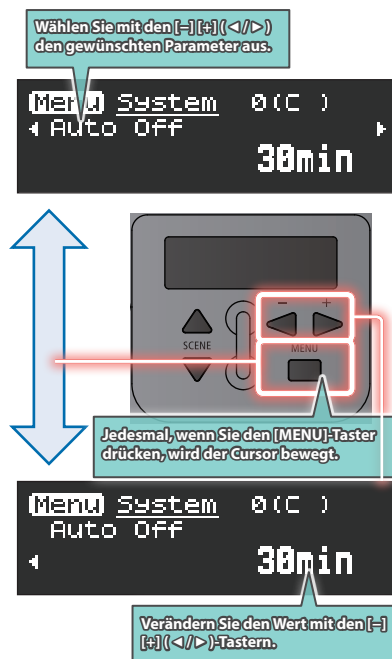 Wählen Sie mit den [–] [+] (◄/►)
den gewünschten Parameter aus.
Menu System 0(C )
◄ Auto Off ►
30min
– +
SCENE
MENU
Jedesmal, wenn Sie den [MENU]-Taster
drücken, wird der Cursor bewegt.
Menu System 0(C )
Auto Off
◄ 30min
Verändern Sie den Wert mit den [–]
[+] (◄/►)-Tastern.